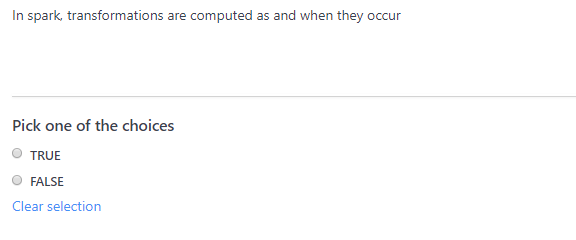 In spark, transformations are computed as and when they occur
Pick one of the choices
TRUE
FALSE
Clear selection